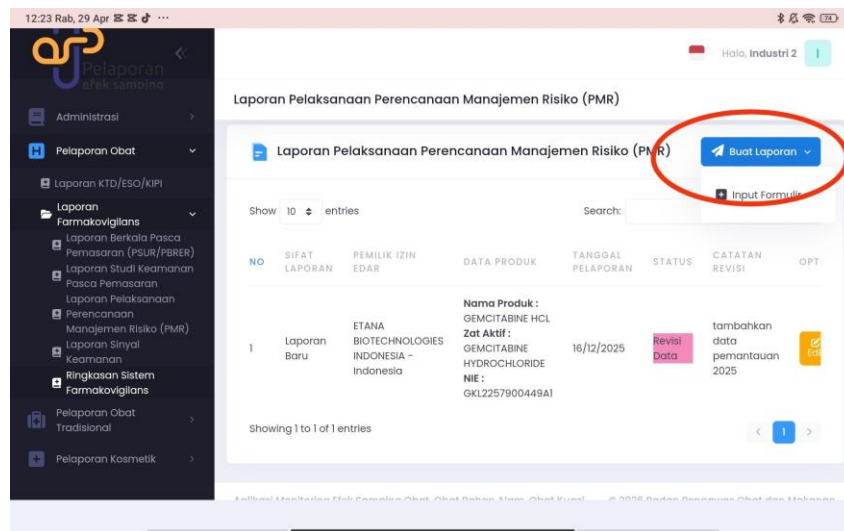 12:23 Rab, 29 Apr
74
Pelaporan
efek samping
Halo, Industri 2
I
Administrasi
Pelaporan Obat
Laporan KTD/ESO/KIPI
Laporan
Farmakovigilans
Laporan Berkala Pasca
Pemasaran (PSUR/PBRER)
Laporan Studi Keamanan
Pasca Pemasaran
Laporan Pelaksanaan
Perencanaan
Manajemen Risiko (PMR)
Laporan Sinyal
Keamanan
Ringkasan Sistem
Farmakovigilans
Pelaporan Obat
Tradisional
Pelaporan Kosmetik
Laporan Pelaksanaan Perencanaan Manajemen Risiko (PMR)
Laporan Pelaksanaan Perencanaan Manajemen Risiko (PMR)
Buat Laporan
Input Formulir
Show 10 entries
Search:
NO SIFAT LAPORAN PEMILIK IZIN EDAR DATA PRODUK TANGGAL PELAPORAN STATUS CATATAN REVISI OPT
1
Laporan
Baru
ETANA
BIOTECHNOLOGIES
INDONESIA -
Indonesia
Nama Produk :
GEMCITABINE HCL
Zat Aktif :
GEMCITABINE
HYDROCHLORIDE
NIE :
GKL2257900449A1
16/12/2025
Revisi
Data
tambahkan
data
pemantauan
2025
Edi
Showing 1 to 1 of 1 entries
1